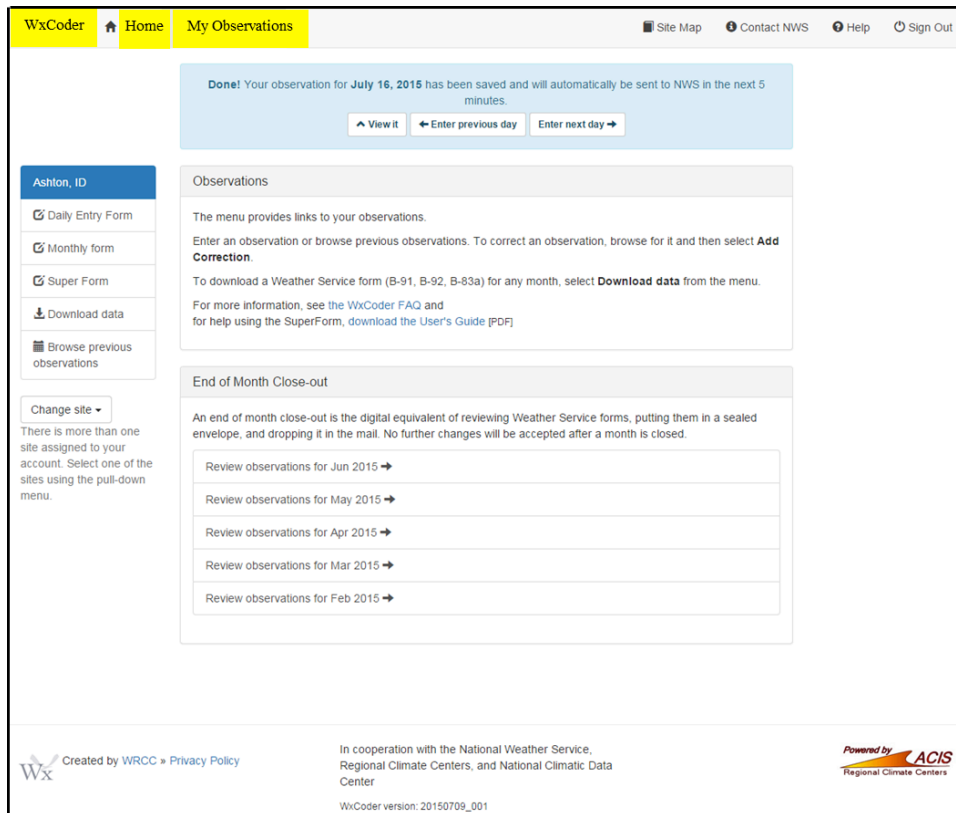 WxCoder Home My Observations Site Map Contact NWS Help Sign Out
Done! Your observation for July 16, 2015 has been saved and will automatically be sent to NWS in the next 5
minutes.
View it Enter previous day Enter next day
Ashton, ID
Daily Entry Form
Monthly form
Super Form
Download data
Browse previous
observations
Change site
There is more than one
site assigned to your
account. Select one of the
sites using the pull-down
menu.
Observations
The menu provides links to your observations.
Enter an observation or browse previous observations. To correct an observation, browse for it and then select Add
Correction.
To download a Weather Service form (B-91, B-92, B-83a) for any month, select Download data from the menu.
For more information, see the WxCoder FAQ and
for help using the SuperForm, download the User's Guide [PDF]
End of Month Close-out
An end of month close-out is the digital equivalent of reviewing Weather Service forms, putting them in a sealed
envelope, and dropping it in the mail. No further changes will be accepted after a month is closed.
Review observations for Jun 2015
Review observations for May 2015
Review observations for Apr 2015
Review observations for Mar 2015
Review observations for Feb 2015
Wx Created by WRCC » Privacy Policy
In cooperation with the National Weather Service,
Regional Climate Centers, and National Climatic Data
Center
WxCoder version: 20150709_001
Powered by
ACIS
Regional Climate Centers